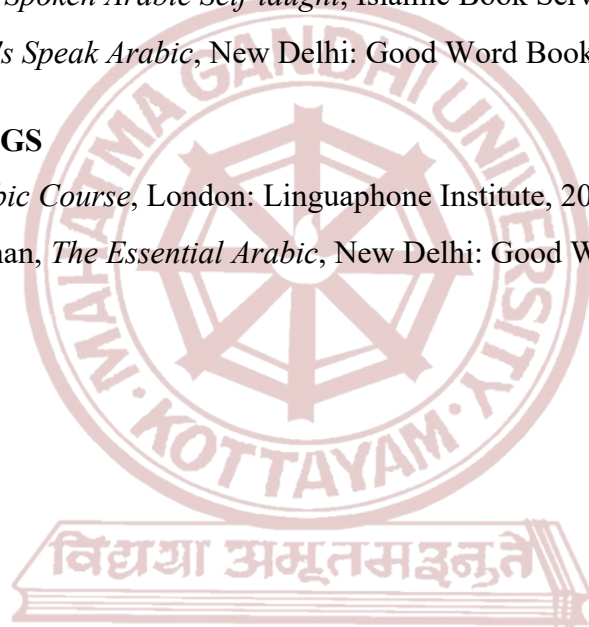 Spoken Arabic Self-taught, Islamic Book Serv
's Speak Arabic, New Delhi: Good Word Book
GS
bic Course, London: Linguaphone Institute, 20
nan, The Essential Arabic, New Delhi: Good W
MAHATMA GANDHI UNIVERSITY
KOTTAYAM
विद्यया अमृतमश्नुते